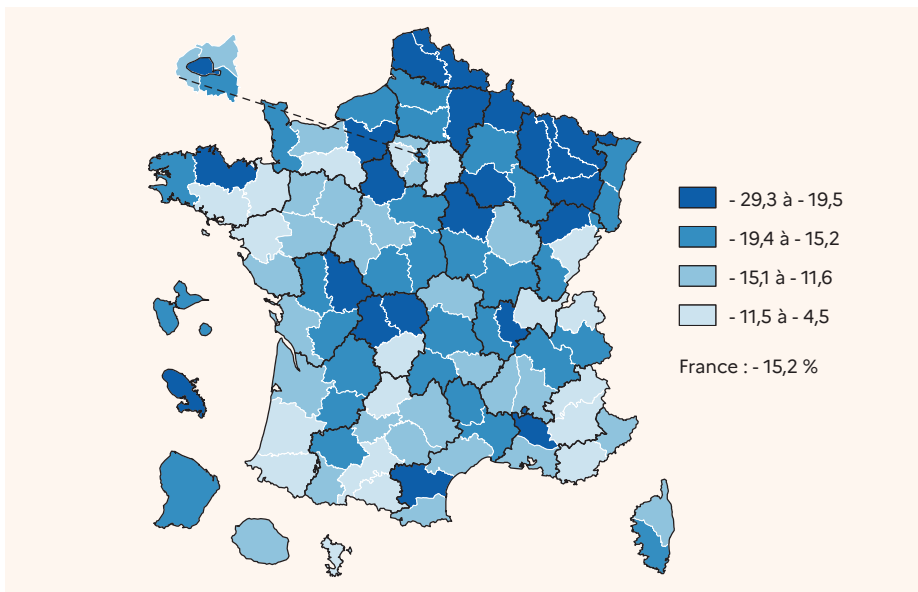 - 29,3 à - 19,5
- 19,4 à - 15,2
- 15,1 à - 11,6
- 11,5 à - 4,5
France : - 15,2 %